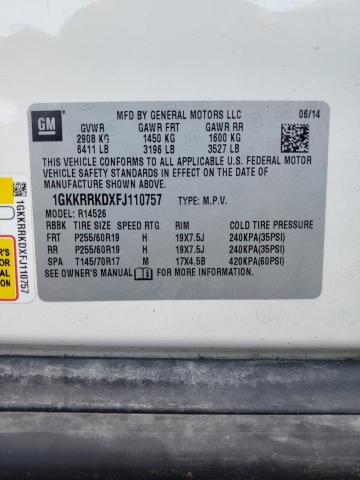 GM
MFD BY GENERAL MOTORS LLC 06/14
GVWR GAWR FRT GAWR RR
2908 KG 1450 KG 1600 KG
6411 LB 3196 LB 3527 LB
THIS VEHICLE CONFORMS TO ALL APPLICABLE U.S. FEDERAL MOTOR
VEHICLE SAFETY AND THEFT PREVENTION STANDARDS IN EFFECT ON THE DATE
OF MANUFACTURE SHOWN ABOVE.
1GKKRRKDXFJ110757 TYPE: M.P.V.
MODEL: R14526
RBBK TIRE SIZE SPEED RTG RIM COLD TIRE PRESSURE
FRT P255/60R19 H 19X7.5J 240KPA(35PSI)
RR P255/60R19 H 19X7.5J 240KPA(35PSI)
SPA T145/70R17 M 17X4.5B 420KPA(60PSI)
SEE OWNER'S MANUAL FOR MORE INFORMATION.
1GKKRRKDXFJ110757